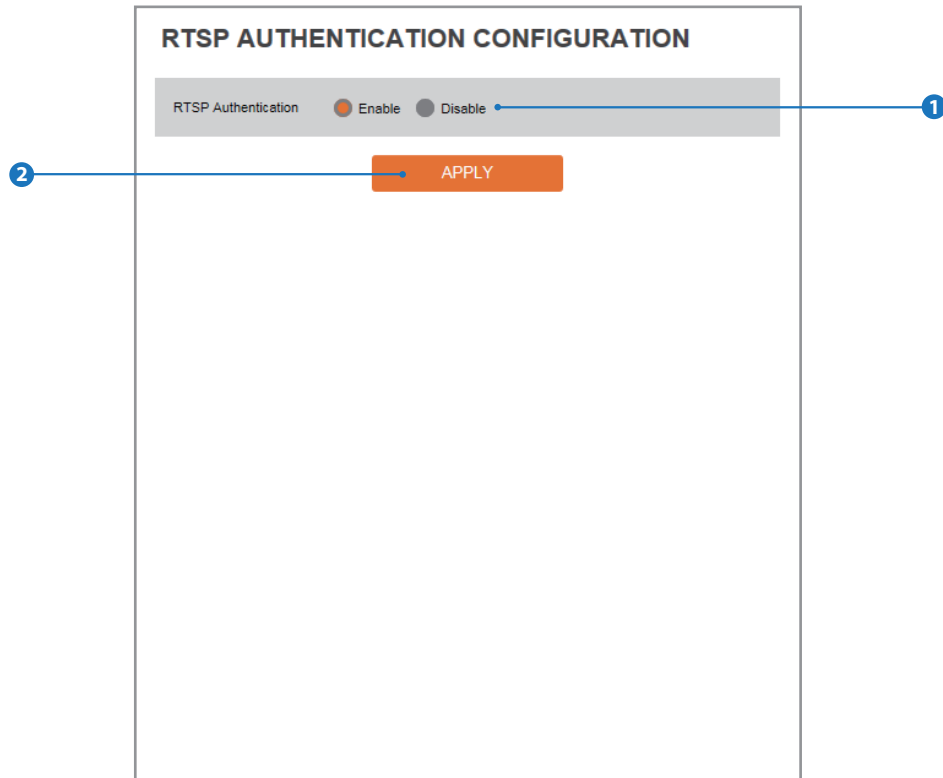 RTSP AUTHENTICATION CONFIGURATION
RTSP Authentication Enable Disable
1
2
APPLY